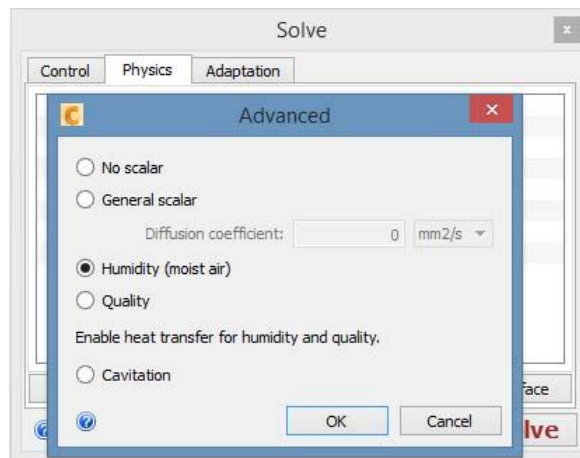 Solve
x
Control Physics Adaptation
C Advanced
No scalar
General scalar
Diffusion coefficient: 0 mm2/s
Humidity (moist air)
Quality
Enable heat transfer for humidity and quality.
Cavitation
face
? OK Cancel
lve